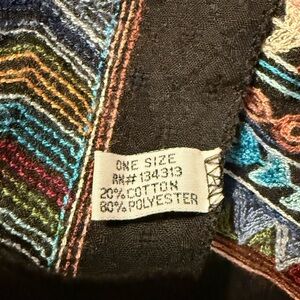 ONE SIZE
RN# 134313
20% COTTON
80% POLYESTER